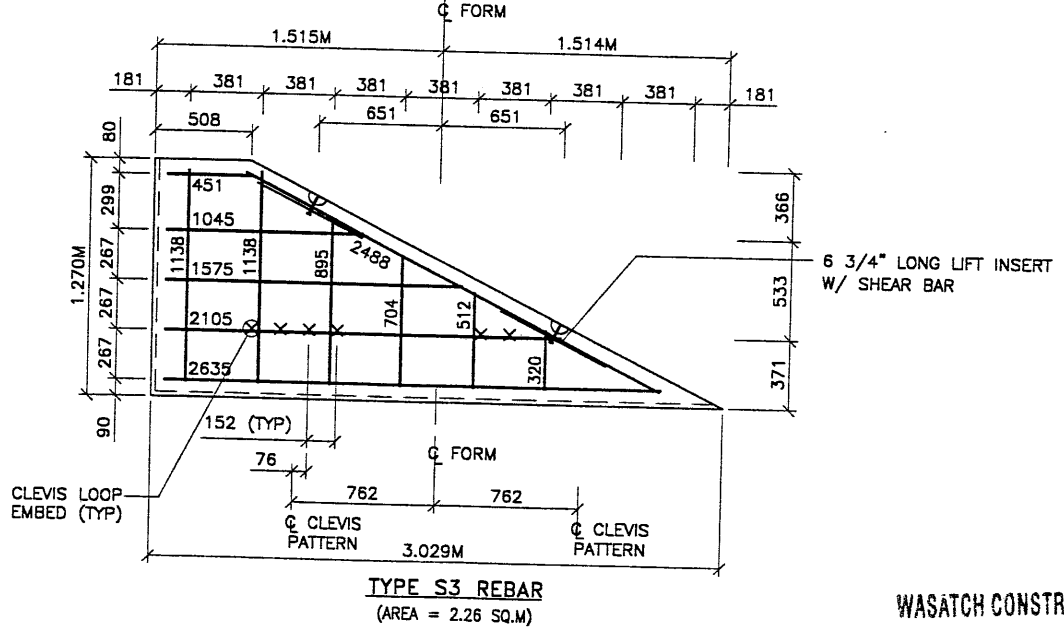 ℄ FORM
1.515M
1.514M
181
381
381
381
381
381
381
381
181
508
651
651
80
299
267
267
267
90
1.270M
451
1045
1575
2105
2635
1138
1138
895
704
512
320
2488
366
533
371
6 3/4" LONG LIFT INSERT
W/ SHEAR BAR
152 (TYP)
76
℄ FORM
762
762
CLEVIS LOOP
EMBED (TYP)
℄ CLEVIS
PATTERN
℄ CLEVIS
PATTERN
3.029M
TYPE S3 REBAR
(AREA = 2.26 SQ.M)
WASATCH CONSTR